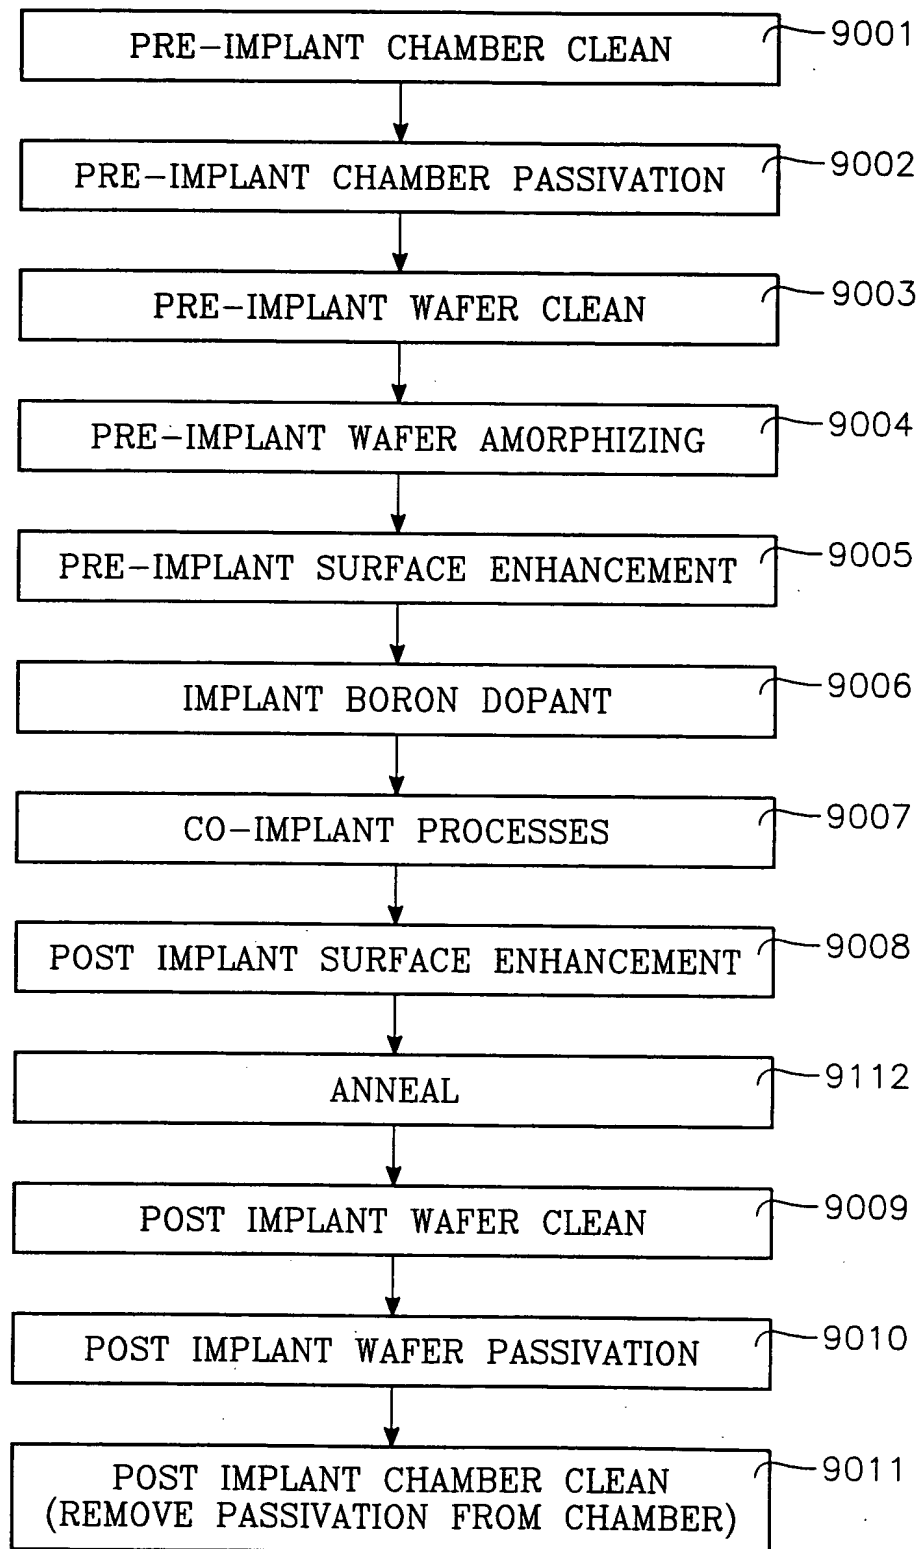 PRE-IMPLANT CHAMBER CLEAN 9001
PRE-IMPLANT CHAMBER PASSIVATION 9002
PRE-IMPLANT WAFER CLEAN 9003
PRE-IMPLANT WAFER AMORPHIZING 9004
PRE-IMPLANT SURFACE ENHANCEMENT 9005
IMPLANT BORON DOPANT 9006
CO-IMPLANT PROCESSES 9007
POST IMPLANT SURFACE ENHANCEMENT 9008
ANNEAL 9112
POST IMPLANT WAFER CLEAN 9009
POST IMPLANT WAFER PASSIVATION 9010
POST IMPLANT CHAMBER CLEAN 9011
(REMOVE PASSIVATION FROM CHAMBER)